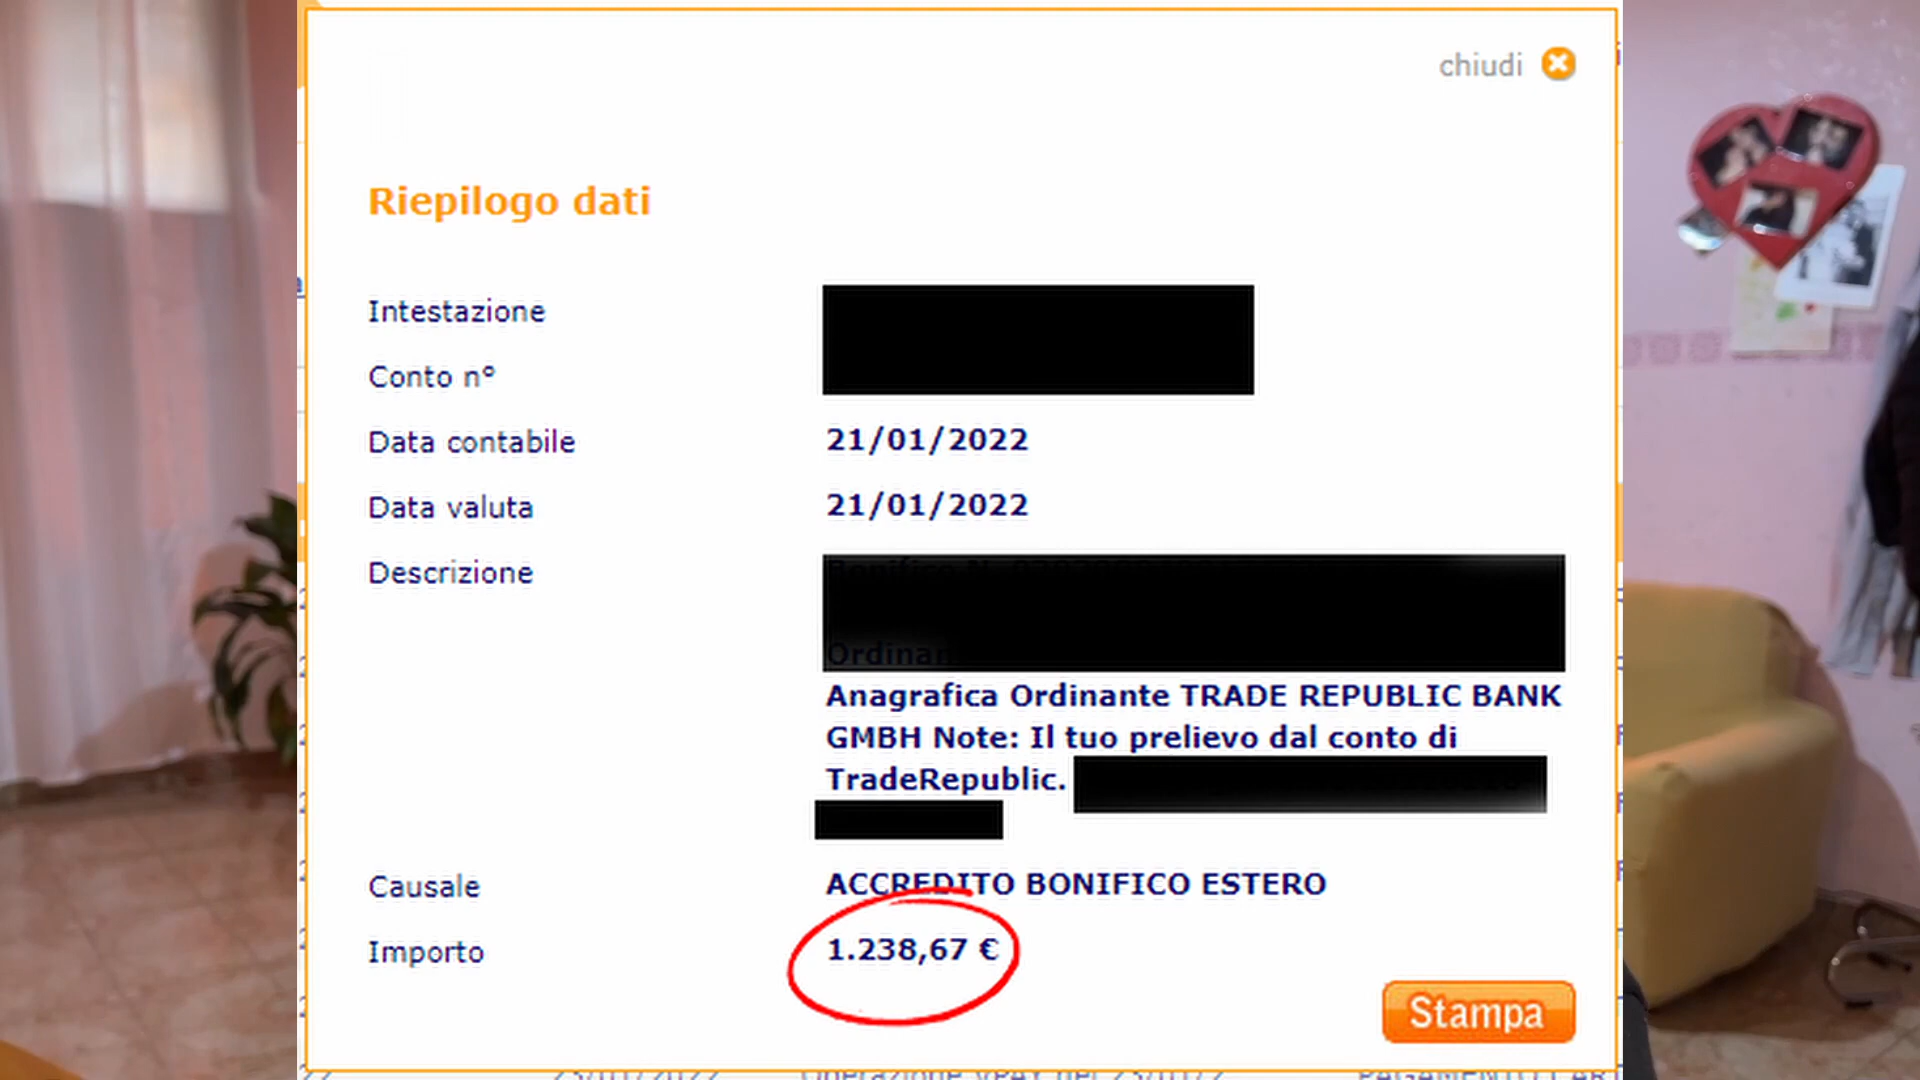 chiudi
Riepilogo dati
Intestazione
Conto n°
Data contabile 21/01/2022
Data valuta 21/01/2022
Descrizione
Anagrafica Ordinante TRADE REPUBLIC BANK
GMBH Note: Il tuo prelievo dal conto di
TradeRepublic.
Causale ACCREDITO BONIFICO ESTERO
Importo 1.238,67 €
Stampa